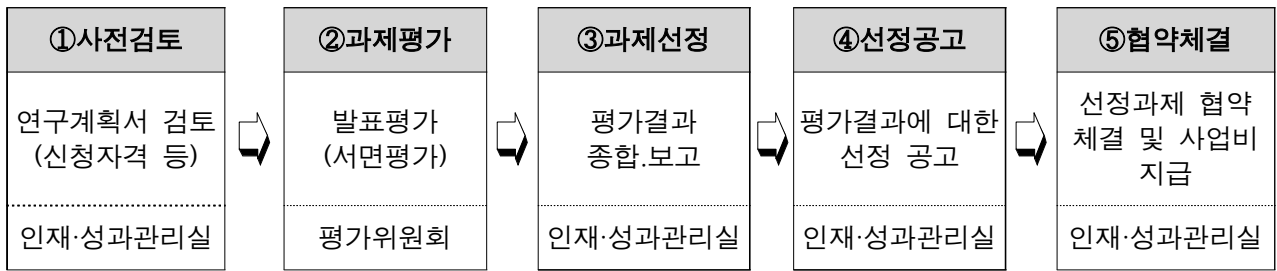 ①사전검토
연구계획서 검토
(신청자격 등)
인재·성과관리실
②과제평가
발표평가
(서면평가)
평가위원회
③과제선정
평가결과
종합.보고
인재·성과관리실
④선정공고
평가결과에 대한
선정 공고
인재·성과관리실
⑤협약체결
선정과제 협약
체결 및 사업비
지급
인재·성과관리실